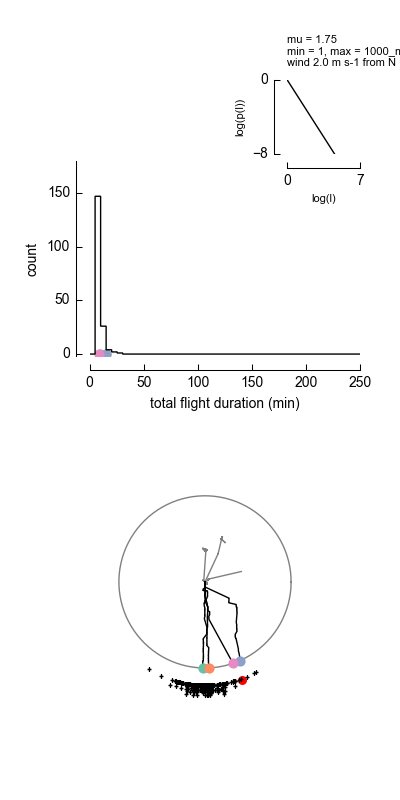 mu = 1.75
min = 1, max = 1000_m
wind 2.0 m s-1 from N
0
log(p(l))
−8
0 7
log(l)
150
100
50
0
count
0 50 100 150 200 250
total flight duration (min)